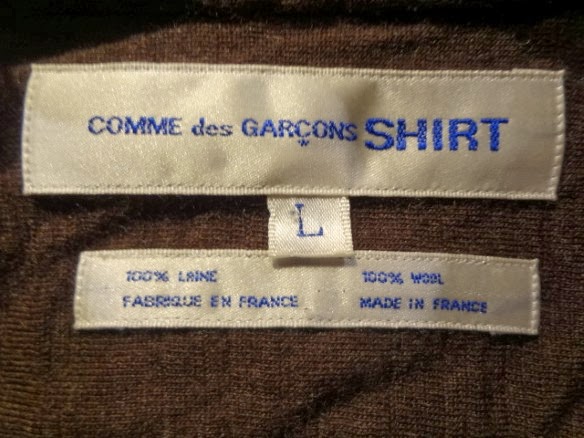 COMME des GARÇONS SHIRT
L
100% LAINE
FABRIQUE EN FRANCE
100% WOOL
MADE IN FRANCE